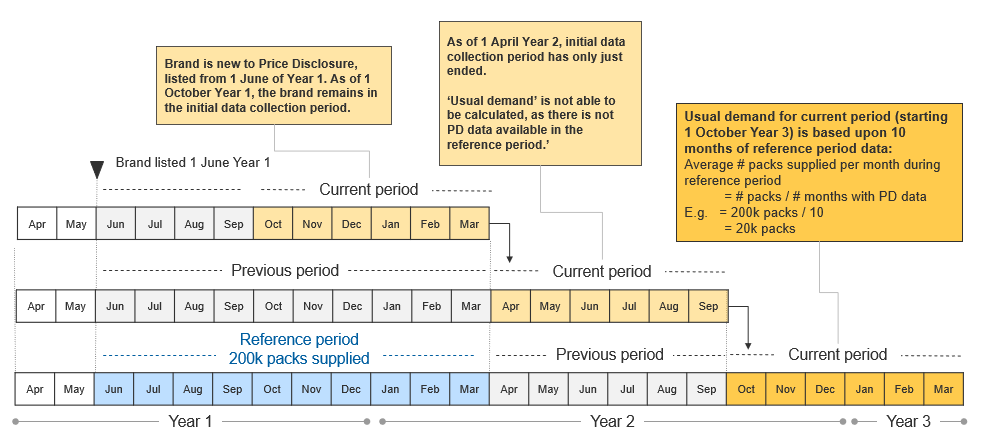 Brand is new to Price Disclosure,
listed from 1 June of Year 1. As of 1
October Year 1, the brand remains in
the initial data collection period.
As of 1 April Year 2, initial data
collection period has only just
ended.
‘Usual demand’ is not able to
be calculated, as there is not
PD data available in the
reference period.’
Usual demand for current period (starting
1 October Year 3) is based upon 10
months of reference period data:
Average # packs supplied per month during
reference period
= # packs / # months with PD data
E.g. = 200k packs / 10
= 20k packs
Brand listed 1 June Year 1
Current period
Apr May Jun Jul Aug Sep Oct Nov Dec Jan Feb Mar
Previous period Current period
Apr May Jun Jul Aug Sep Oct Nov Dec Jan Feb Mar Apr May Jun Jul Aug Sep
Reference period
200k packs supplied
Previous period Current period
Apr May Jun Jul Aug Sep Oct Nov Dec Jan Feb Mar Apr May Jun Jul Aug Sep Oct Nov Dec Jan Feb Mar
Year 1 Year 2 Year 3